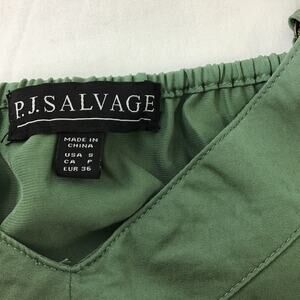 P.J.SALVAGE
MADE IN
CHINA
USA S
CA P
EUR 36